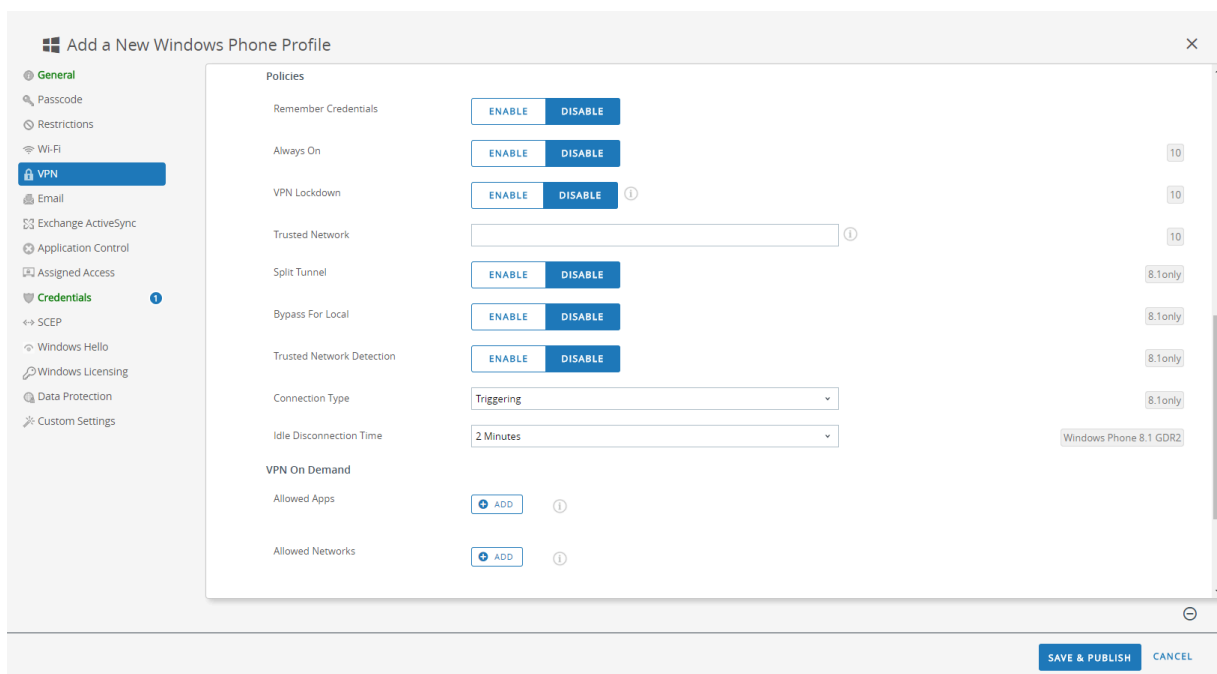 Add a New Windows Phone Profile
General
Passcode
Restrictions
Wi-Fi
VPN
Email
Exchange ActiveSync
Application Control
Assigned Access
Credentials 1
SCEP
Windows Hello
Windows Licensing
Data Protection
Custom Settings
Policies
Remember Credentials ENABLE DISABLE
Always On ENABLE DISABLE 10
VPN Lockdown ENABLE DISABLE 10
Trusted Network 10
Split Tunnel ENABLE DISABLE 8.1only
Bypass For Local ENABLE DISABLE 8.1only
Trusted Network Detection ENABLE DISABLE 8.1only
Connection Type Triggering 8.1only
Idle Disconnection Time 2 Minutes Windows Phone 8.1 GDR2
VPN On Demand
Allowed Apps ADD
Allowed Networks ADD
SAVE & PUBLISH CANCEL